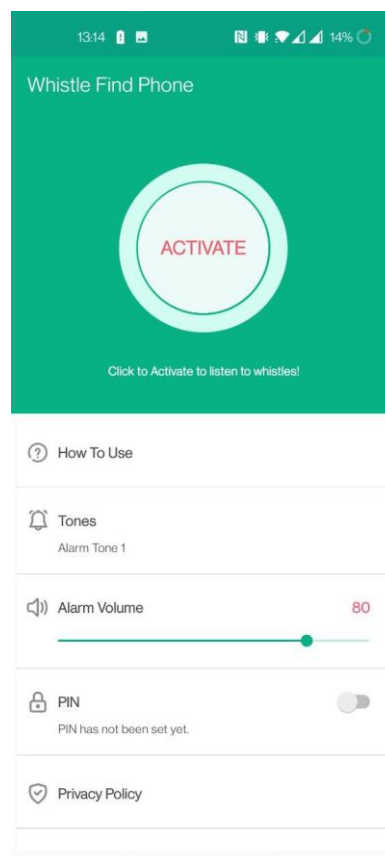 13:14 14%
Whistle Find Phone
ACTIVATE
Click to Activate to listen to whistles!
How To Use
Tones
Alarm Tone 1
Alarm Volume 80
PIN
PIN has not been set yet.
Privacy Policy